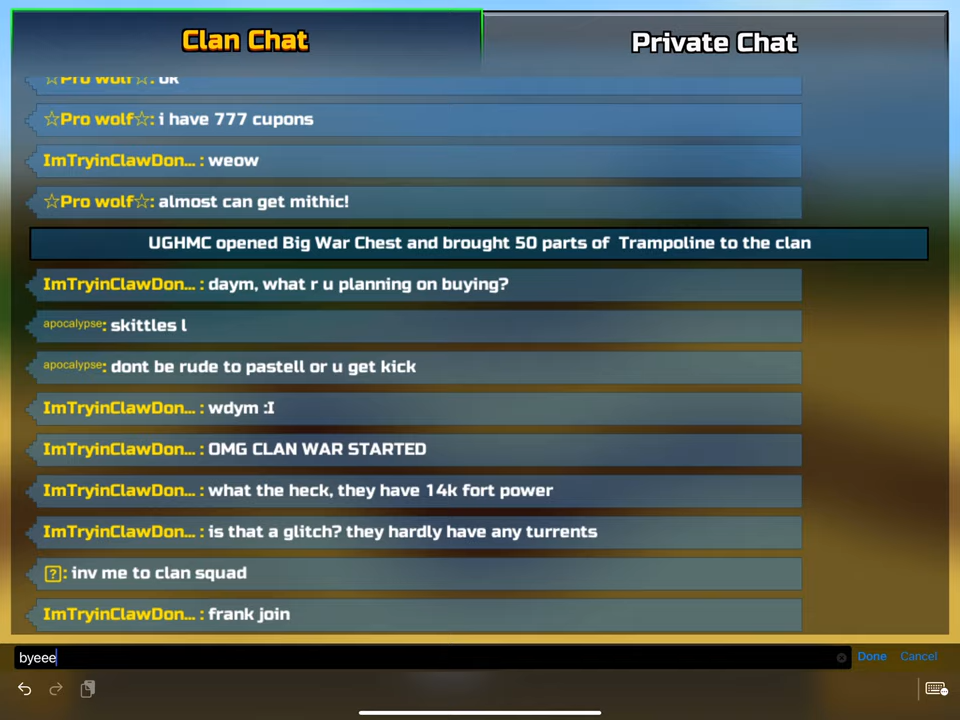 Clan Chat
Private Chat
☆Pro wolf☆: ok
☆Pro wolf☆: i have 777 cupons
ImTryinClawDon... : weow
☆Pro wolf☆: almost can get mithic!
UGHMC opened Big War Chest and brought 50 parts of Trampoline to the clan
ImTryinClawDon... : daym, what r u planning on buying?
apocalypse: skittles l
apocalypse: dont be rude to pastell or u get kick
ImTryinClawDon... : wdym :I
ImTryinClawDon... : OMG CLAN WAR STARTED
ImTryinClawDon... : what the heck, they have 14k fort power
ImTryinClawDon... : is that a glitch? they hardly have any turrents
?: inv me to clan squad
ImTryinClawDon... : frank join
byeee
Done
Cancel